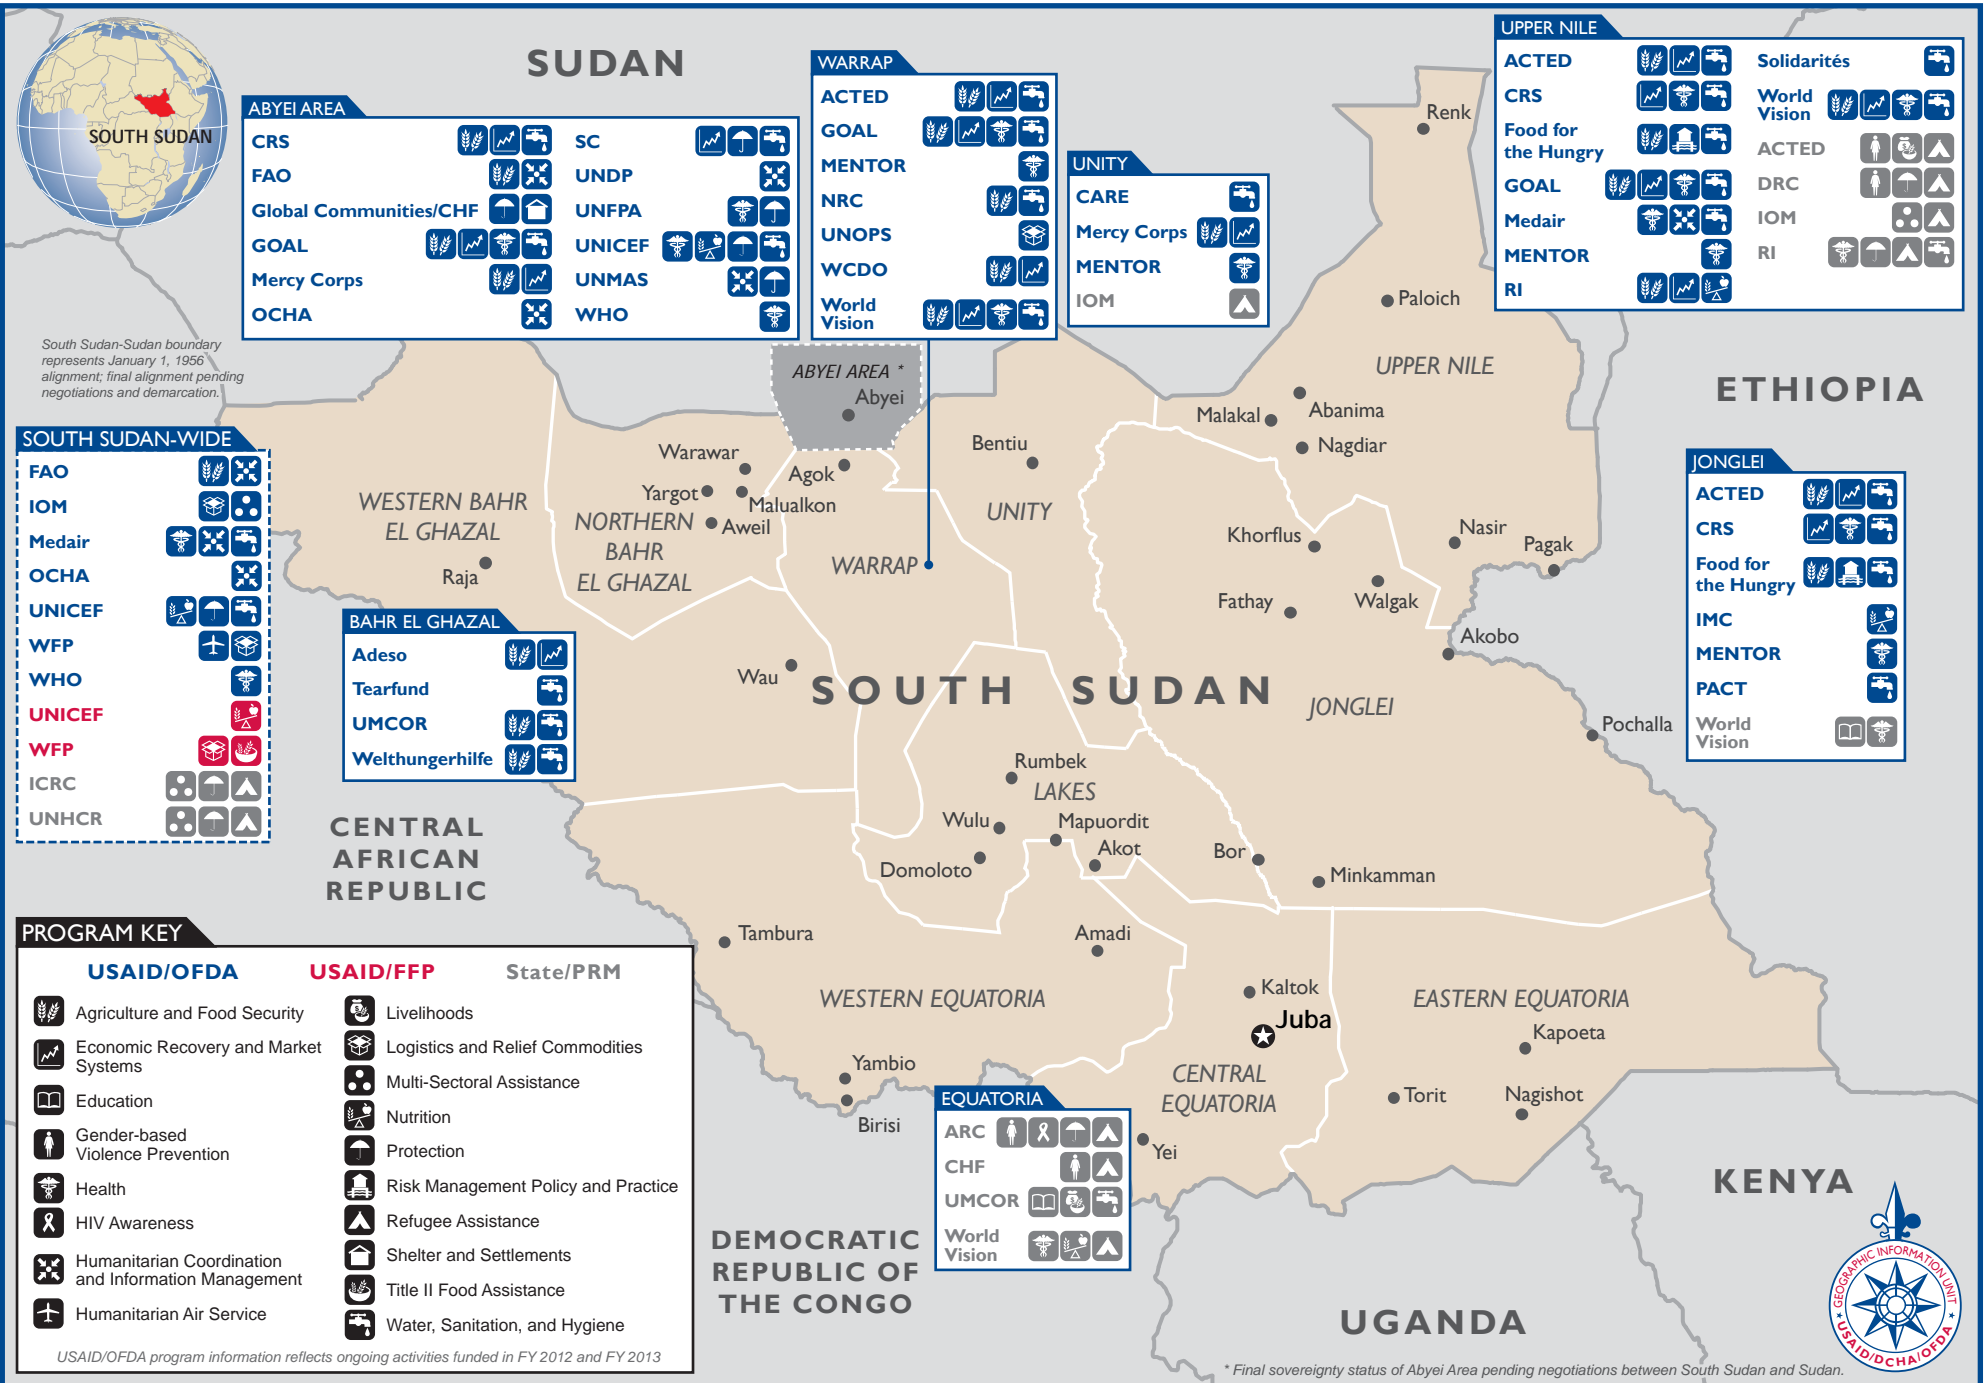 SOUTH SUDAN
SUDAN
ABYEI AREA
CRS
FAO
Global Communities/CHF
GOAL
Mercy Corps
OCHA
SC
UNDP
UNFPA
UNICEF
UNMAS
WHO
WARRAP
ACTED
GOAL
MENTOR
NRC
UNOPS
WCDO
World
Vision
UNITY
CARE
Mercy Corps
MENTOR
IOM
UPPER NILE
ACTED
CRS
Food for
the Hungry
GOAL
Medair
MENTOR
RI
Solidarités
World
Vision
ACTED
DRC
IOM
RI
South Sudan-Sudan boundary
represents January 1, 1956
alignment; final alignment pending
negotiations and demarcation.
SOUTH SUDAN-WIDE
FAO
IOM
Medair
OCHA
UNICEF
WFP
WHO
UNICEF
WFP
ICRC
UNHCR
BAHR EL GHAZAL
Adeso
Tearfund
UMCOR
Welthungerhilfe
JONGLEI
ACTED
CRS
Food for
the Hungry
IMC
MENTOR
PACT
World
Vision
EQUATORIA
ARC
CHF
UMCOR
World
Vision
Renk
Paloich
UPPER NILE
ETHIOPIA
ABYEI AREA *
Abyei
Malakal
Abanima
Nagdiar
Bentiu
UNITY
Warawar
Agok
Yargot
Malualkon
Aweil
WESTERN BAHR
EL GHAZAL
NORTHERN
BAHR
EL GHAZAL
Raja
WARRAP
Khorflus
Nasir
Pagak
Fathay
Walgak
Akobo
Wau
SOUTH SUDAN
JONGLEI
Pochalla
Rumbek
LAKES
Wulu
Mapuordit
Akot
Domoloto
Bor
Minkamman
CENTRAL
AFRICAN
REPUBLIC
Tambura
Amadi
WESTERN EQUATORIA
Kaltok
Juba
EASTERN EQUATORIA
Kapoeta
CENTRAL
EQUATORIA
Torit
Nagishot
Yambio
Birisi
Yei
KENYA
DEMOCRATIC
REPUBLIC OF
THE CONGO
UGANDA
PROGRAM KEY
USAID/OFDA USAID/FFP State/PRM
Agriculture and Food Security
Economic Recovery and Market
Systems
Education
Gender-based
Violence Prevention
Health
HIV Awareness
Humanitarian Coordination
and Information Management
Humanitarian Air Service
Livelihoods
Logistics and Relief Commodities
Multi-Sectoral Assistance
Nutrition
Protection
Risk Management Policy and Practice
Refugee Assistance
Shelter and Settlements
Title II Food Assistance
Water, Sanitation, and Hygiene
USAID/OFDA program information reflects ongoing activities funded in FY 2012 and FY 2013
GEOGRAPHIC INFORMATION UNIT
USAID/DCHA/OFDA
* Final sovereignty status of Abyei Area pending negotiations between South Sudan and Sudan.